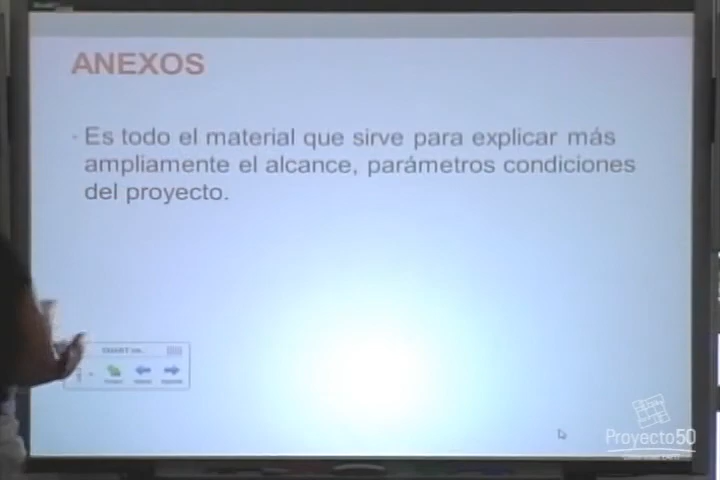 ANEXOS
Es todo el material que sirve para explicar más
ampliamente el alcance, parámetros condiciones
del proyecto.
Proyecto50